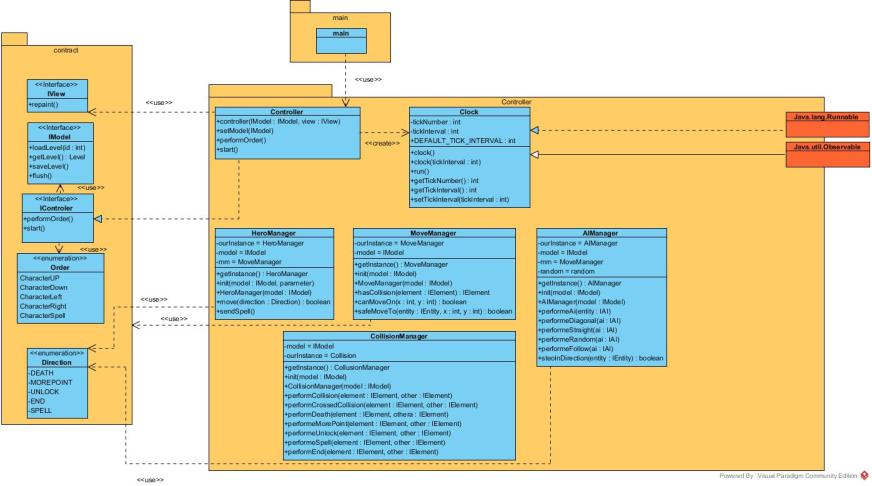 main
main
<<use>>
contract
<<Interface>>
IView
+repaint()
<<use>>
<<Interface>>
IModel
+loadLevel(id : int)
+getLevel() : Level
+saveLevel()
+flush()
<<use>>
<<Interface>>
IControler
+performOrder()
+start()
<<use>>
<<enumeration>>
Order
CharacterUP
CharacterDown
CharacterLeft
CharacterRight
CharacterSpell
<<enumeration>>
Direction
-DEATH
-MOREPOINT
-UNLOCK
-END
-SPELL
<<use>>
<<use>>
<<use>>
Controller
Controller
+controller(IModel : IModel, view : IView)
+setModel(IModel)
+performOrder()
+start()
<<create>>
Clock
-tickNumber : int
-tickInterval : int
+DEFAULT_TICK_INTERVAL : int
+clock()
+clock(tickInterval : int)
+run()
+getTickNumber() : int
+getTickInterval() : int
+setTickInterval(tickInterval : int)
Java.lang.Runnable
Java.util.Observable
HeroManager
-ourInstance = HeroManager
-model = IModel
-mm = MoveManager
+getInstance() : HeroManager
+init(model : IModel, parameter)
+HeroManager(model : IModel)
+move(direction : Direction) : boolean
+sendSpell()
MoveManager
-ourInstance = MoveManager
-model = IModel
+getInstance() : MoveManager
+init(model : IModel)
+MoveManager(model : IModel)
+hasCollision(element : IElement) : IElement
+canMoveOn(x : int, y : int) : boolean
+safeMoveTo(entity : IEntity, x : int, y : int)
AIManager
-ourInstance = AIManager
-model = IModel
-mm = MoveManager
-random = random
+getInstance() : AIManager
+init(model : IModel)
+AIManager(model : IModel)
+performeAi(entity : IAI)
+performeDiagonal(ai : IAI)
+performeStraight(ai : IAI)
+performeRandom(ai : IAI)
+performeFollow(ai : IAI)
+steoInDirection(entity : IEntity) : boolean
CollisionManager
-model = IModel
-ourInstance = Collision
+getInstance() : CollusionManager
+init(model : IModel)
+CollisionManager(model : IModel)
+performCollision(element : IElement, other : IElement)
+performCrossedCollision(element : IElement, other : IElement)
+performDeath(element : IElement, othera : IElement)
+performeMorePoint(element : IElement, other : IElement)
+performeUnlock(element : IElement, other : IElement)
+performeSpell(element : IElement, other : IElement)
+performEnd(element : IElement, other : IElement)
Powered By Visual Paradigm Community Edition